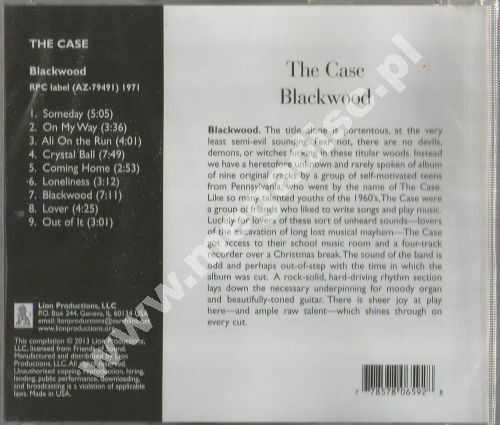 THE CASE
Blackwood
RPC label (AZ-79491) 1971
1. Someday (5:05)
2. On My Way (3:36)
3. Ali On the Run (4:01)
4. Crystal Ball (7:49)
5. Coming Home (2:53)
6. Loneliness (3:12)
7. Blackwood (7:11)
8. Lover (4:25)
9. Out of It (3:01)
Lion Productions, LLC
P.O. Box 244, Geneva, IL 60134 USA
www.lionproductions.org
This compilation © 2013 Lion Productions,
LLC, licensed from Friends
Manufactured and distributed
Productions, LLC. All
Unauthorised copying, reproduction, hiring,
lending, public performance, downloading,
and broadcasting is a violation of applicable
laws. Made in USA.
The Case
Blackwood
Blackwood. The title alone is portentous, at the very
least semi-evil sounding. Fear not, there are no devils,
demons, or witches lurking in these titular woods. Instead
we have a heretofore unknown and rarely spoken of album
of nine original tracks by a group of self-motivated teens
from Pennsylvania, who went by the name of The Case.
Like so many talented youths of the 1960's, The Case were
a group of friends who liked to write songs and play music.
Luckily for lovers of these sort of unheard sounds—lovers
of the excavation of long lost musical mayhem—The Case
got access to their school music room and a four-track
recorder over a Christmas break. The sound of the band is
odd and perhaps out-of-step with the time in which the
album was cut. A rock-solid, hard-driving rhythm section
lays down the necessary underpinning for moody organ
and beautifully-toned guitar. There is sheer joy at play
here—and ample raw talent—which shines through on
every cut.
7 78578 06592 8